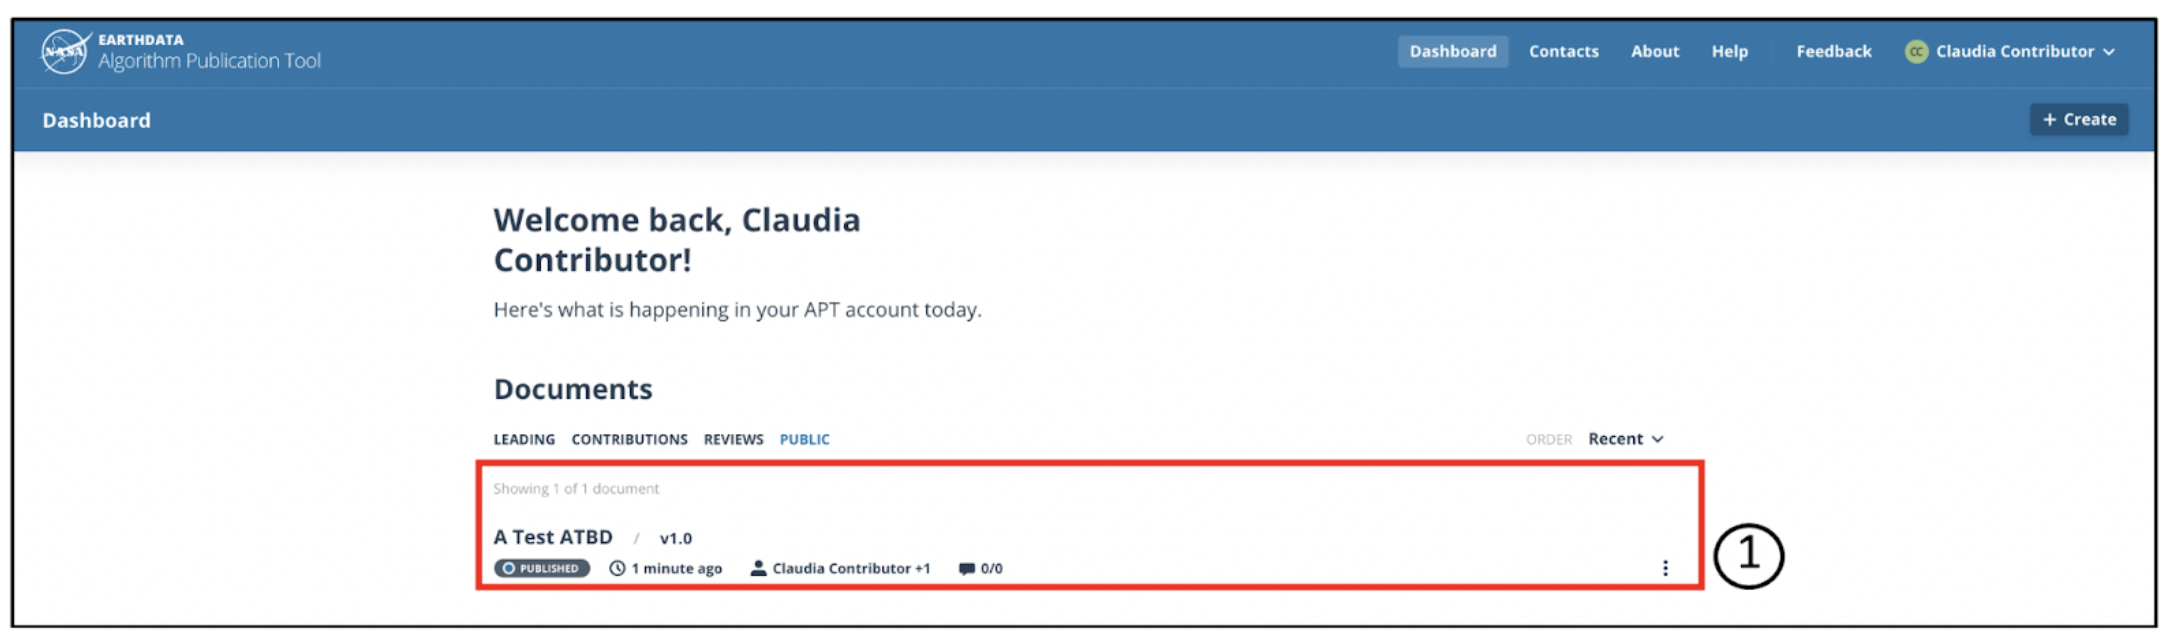 NASA
EARTHDATA
Algorithm Publication Tool
Dashboard Contacts About Help Feedback CC Claudia Contributor
Dashboard
+ Create
Welcome back, Claudia
Contributor!
Here's what is happening in your APT account today.
Documents
LEADING CONTRIBUTIONS REVIEWS PUBLIC
ORDER Recent
Showing 1 of 1 document
A Test ATBD / v1.0
PUBLISHED 1 minute ago Claudia Contributor +1 0/0
1